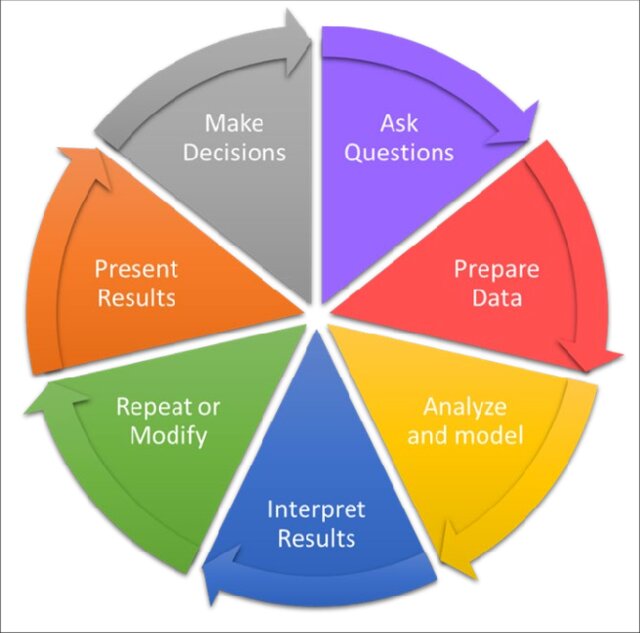 Make
Decisions
Ask
Questions
Present
Results
Prepare
Data
Repeat or
Modify
Analyze
and model
Interpret
Results